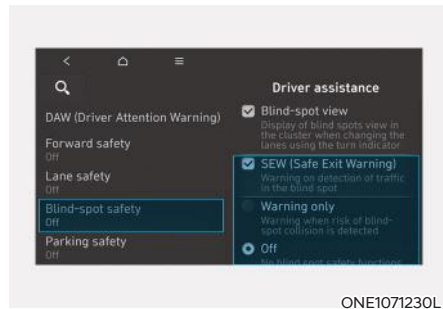 Driver assistance
DAW (Driver Attention Warning)
Forward safety
Off
Lane safety
Off
Blind-spot safety
Off
Parking safety
Off
Blind-spot view
Display of blind spots view in
the cluster when changing the
lanes using the turn indicator
SEW (Safe Exit Warning)
Warning on detection of traffic
in the blind spot
Warning only
Warning when risk of blind-
spot collision is detected
Off
No blind spot safety functions
ONE1071230L